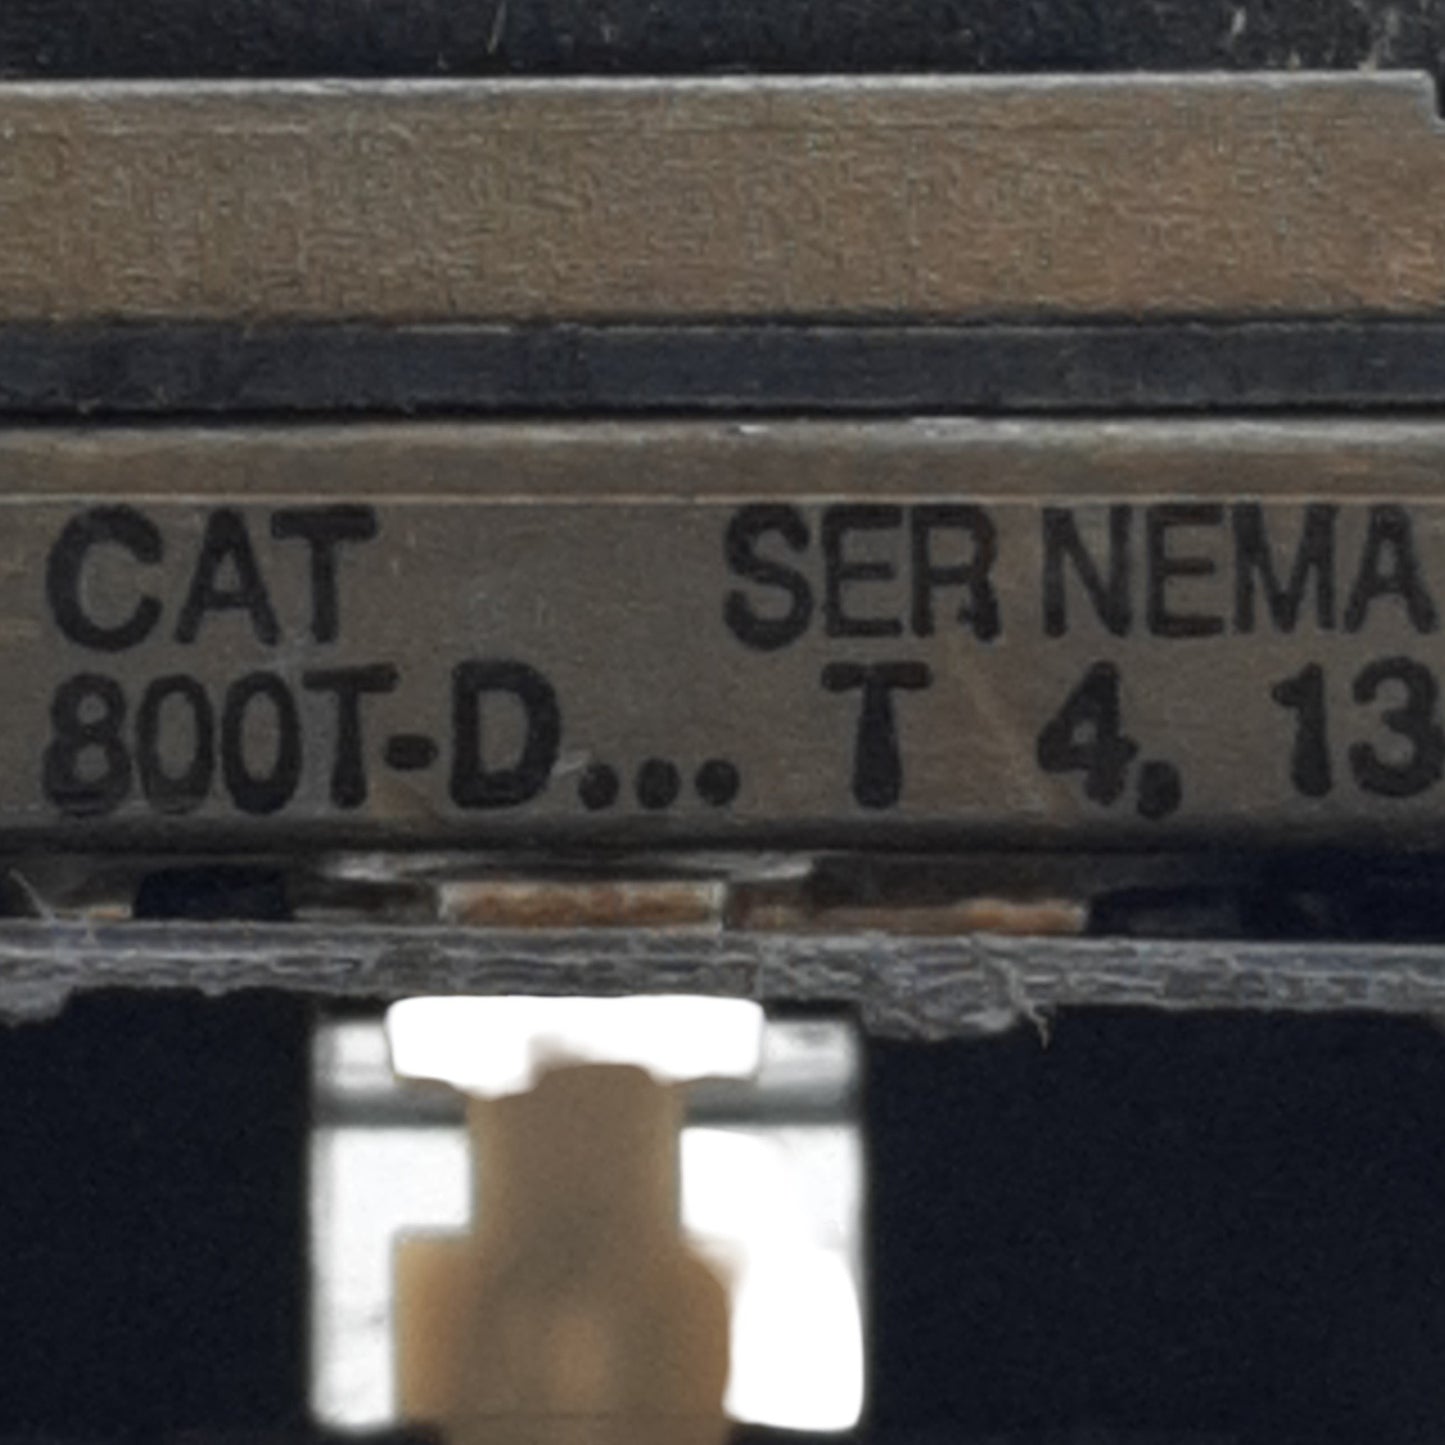 CAT SER NEMA
800T-D... T 4, 13